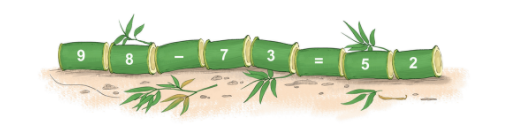 98 – 73 = 52